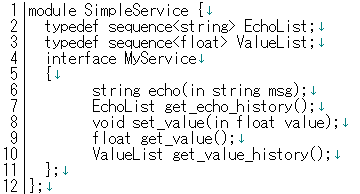 1 module SimpleService {↓
2   typedef sequence<string> EchoList;↓
3   typedef sequence<float> ValueList;↓
4   interface MyService↓
5   {↓
6         string echo(in string msg);↓
7         EchoList get_echo_history();↓
8         void set_value(in float value);↓
9         float get_value();↓
10         ValueList get_value_history();↓
11   };↓
12 };↓